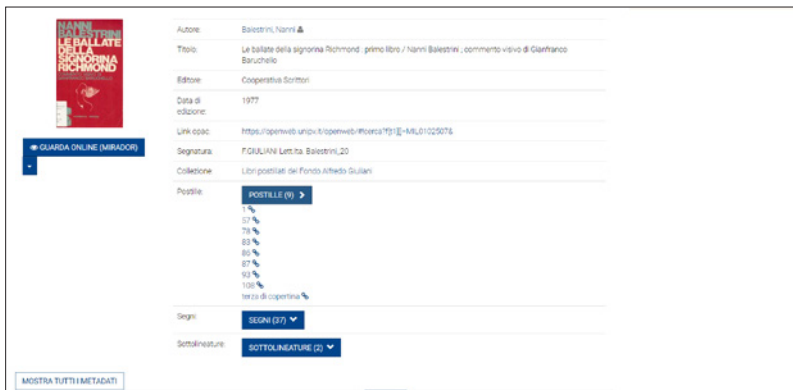 NANNI
BALESTRINI
LE BALLATE
DELLA
SIGNORINA
RICHMOND
GUARDA ONLINE (MIRADOR)
Autore: Balestrini, Nanni
Titolo: Le ballate della signorina Richmond : primo libro / Nanni Balestrini ; commento visivo di Gianfranco
Baruchello
Editore: Cooperativa Scrittori
Data di 1977
edizione:
Link opac: https://openweb.unipv.it/openweb/#!cerca?f[t1][]=MIL0102507&
Segnatura: F.GIULIANI Lett.Ita. Balestrini,20
Collezione: Libri postillati del Fondo Alfredo Giuliani
Postille: POSTILLE (9)
1
57
78
83
86
87
93
108
terza di copertina
Segni: SEGNI (37)
Sottolineature: SOTTOLINEATURE (2)
MOSTRA TUTTI I METADATI